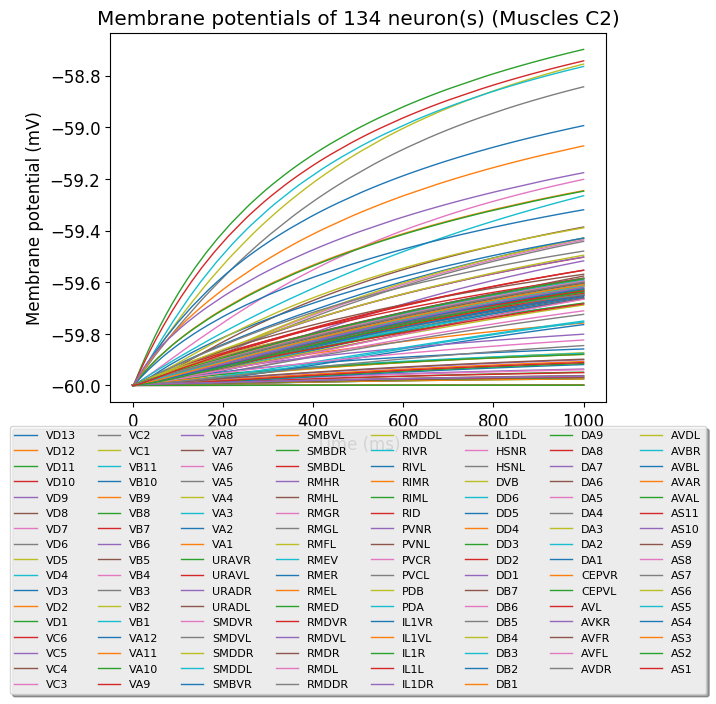 Membrane potentials of 134 neuron(s) (Muscles C2)
Membrane potential (mV)
−58.8
−59.0
−59.2
−59.4
−59.6
−59.8
−60.0
0 200 400 600 800 1000
Time (ms)
VD13 VC2 VA8 SMBVL RMDDL IL1DL DA9 AVDL
VD12 VC1 VA7 SMBDR RIVR HSNR DA8 AVBR
VD11 VB11 VA6 SMBDL RIVL HSNL DA7 AVBL
VD10 VB10 VA5 RMHR RIMR DVB DA6 AVAR
VD9 VB9 VA4 RMHL RIML DD6 DA5 AVAL
VD8 VB8 VA3 RMGR RID DD5 DA4 AS11
VD7 VB7 VA2 RMGL PVNR DD4 DA3 AS10
VD6 VB6 VA1 RMFL PVNL DD3 DA2 AS9
VD5 VB5 URAVR RMEV PVCR DD2 DA1 AS8
VD4 VB4 URAVL RMER PVCL DD1 CEPVR AS7
VD3 VB3 URADR RMEL PDB DB7 CEPVL AS6
VD2 VB2 URADL RMED PDA DB6 AVL AS5
VD1 VB1 SMDVR RMDVR IL1VR DB5 AVKR AS4
VC6 VA12 SMDVL RMDVL IL1VL DB4 AVFR AS3
VC5 VA11 SMDDR RMDR IL1R DB3 AVFL AS2
VC4 VA10 SMDDL RMDL IL1L DB2 AVDR AS1
VC3 VA9 SMBVR RMDDR IL1DR DB1